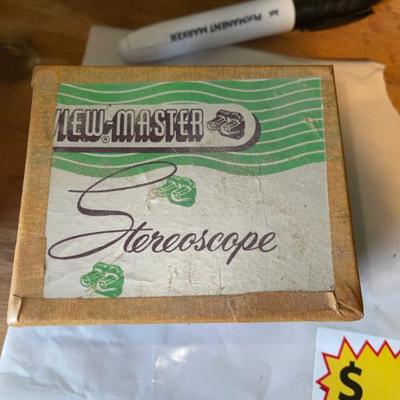 PERMANENT MARKER
VIEW-MASTER
®
Stereoscope
$